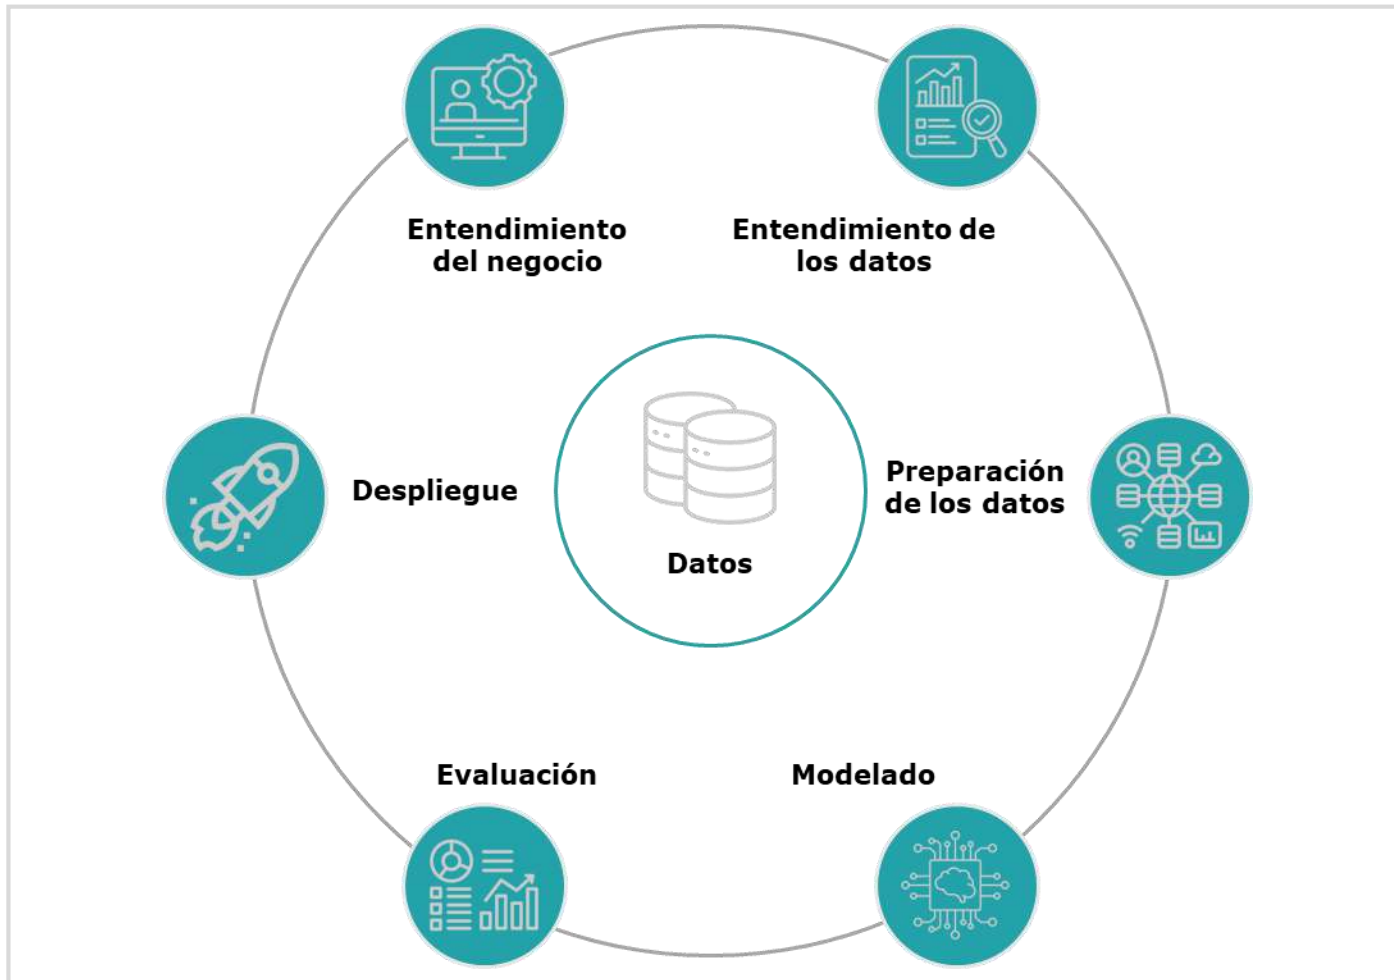 Entendimiento
del negocio
Entendimiento de
los datos
Despliegue
Datos
Preparación
de los datos
Evaluación
Modelado